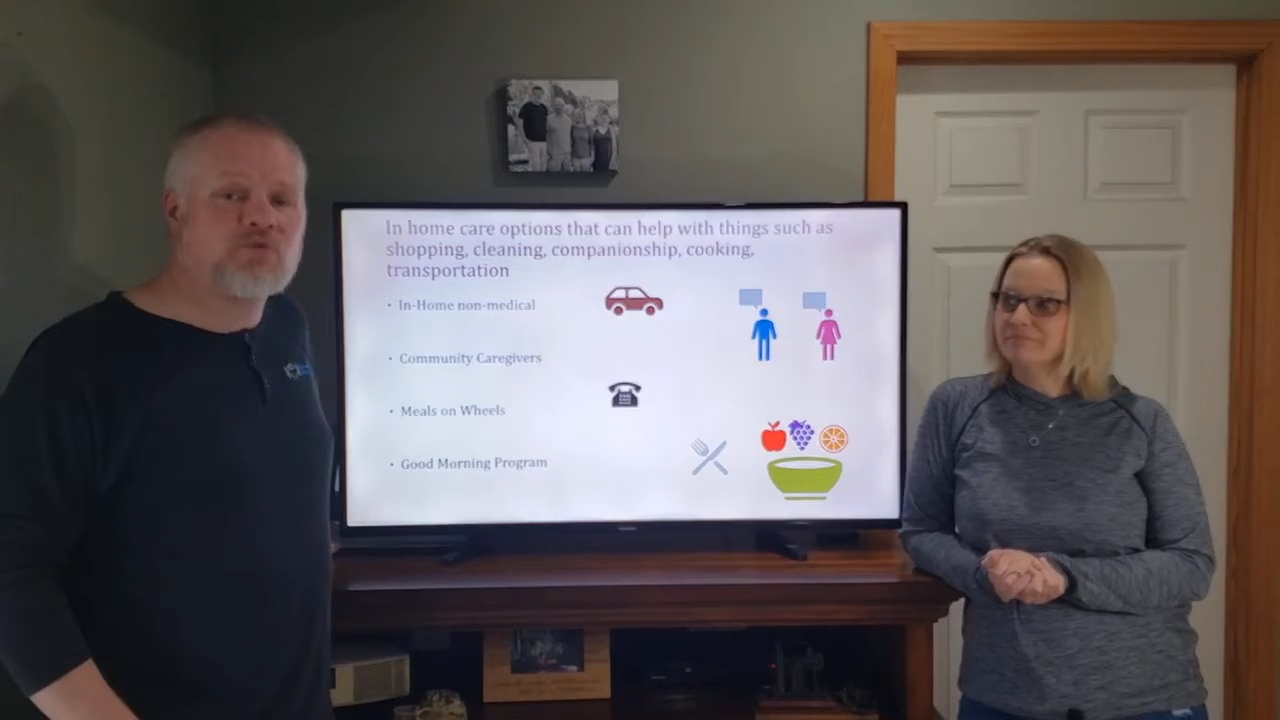 In home care options that can help with things such as
shopping, cleaning, companionship, cooking,
transportation
• In-Home non-medical
• Community Caregivers
• Meals on Wheels
• Good Morning Program